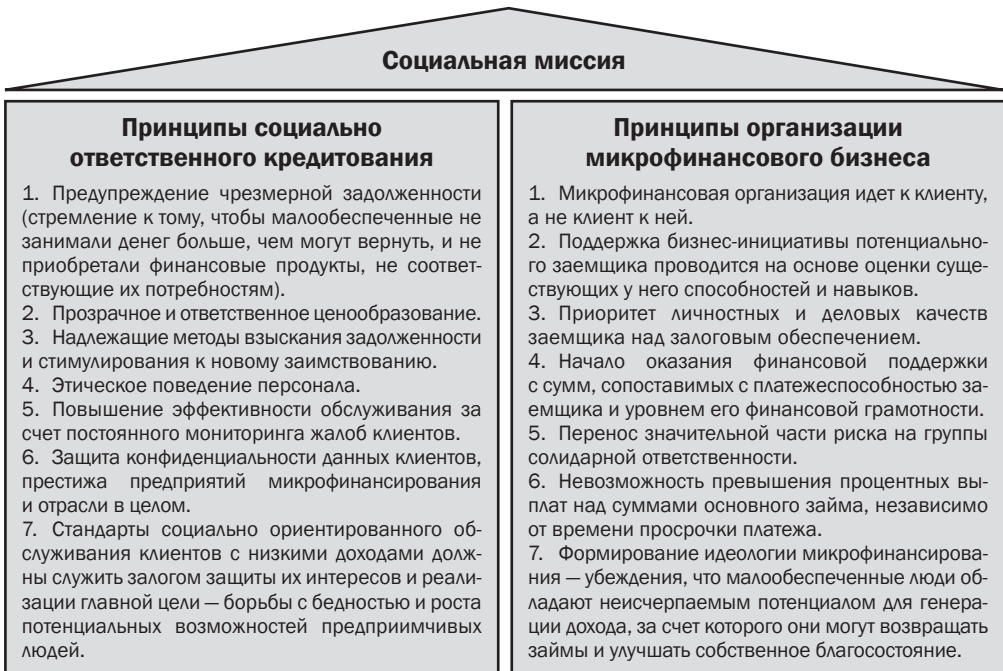 Социальная миссия
Принципы социально
ответственного кредитования
1. Предупреждение чрезмерной задолженности
(стремление к тому, чтобы малообеспеченные не
занимали денег больше, чем могут вернуть, и не
приобретали финансовые продукты, не соответ-
ствующие их потребностям).
2. Прозрачное и ответственное ценообразование.
3. Надлежащие методы взыскания задолженности
и стимулирования к новому заимствованию.
4. Этическое поведение персонала.
5. Повышение эффективности обслуживания за
счет постоянного мониторинга жалоб клиентов.
6. Защита конфиденциальности данных клиентов,
престижа предприятий микрофинансирования
и отрасли в целом.
7. Стандарты социально ориентированного об-
служивания клиентов с низкими доходами долж-
ны служить залогом защиты их интересов и реали-
зации главной цели — борьбы с бедностью и роста
потенциальных возможностей предприимчивых
людей.
Принципы организации
микрофинансового бизнеса
1. Микрофинансовая организация идет к клиенту,
а не клиент к ней.
2. Поддержка бизнес-инициативы потенциально-
го заемщика проводится на основе оценки суще-
ствующих у него способностей и навыков.
3. Приоритет личностных и деловых качеств
заемщика над залоговым обеспечением.
4. Начало оказания финансовой поддержки
с сумм, сопоставимых с платежеспособностью за-
емщика и уровнем его финансовой грамотности.
5. Перенос значительной части риска на группы
солидарной ответственности.
6. Невозможность превышения процентных вы-
плат над суммами основного займа, независимо
от времени просрочки платежа.
7. Формирование идеологии микрофинансирова-
ния — убеждения, что малообеспеченные люди об-
ладают неисчерпаемым потенциалом для генера-
ции дохода, за счет которого они могут возвращать
займы и улучшать собственное благосостояние.